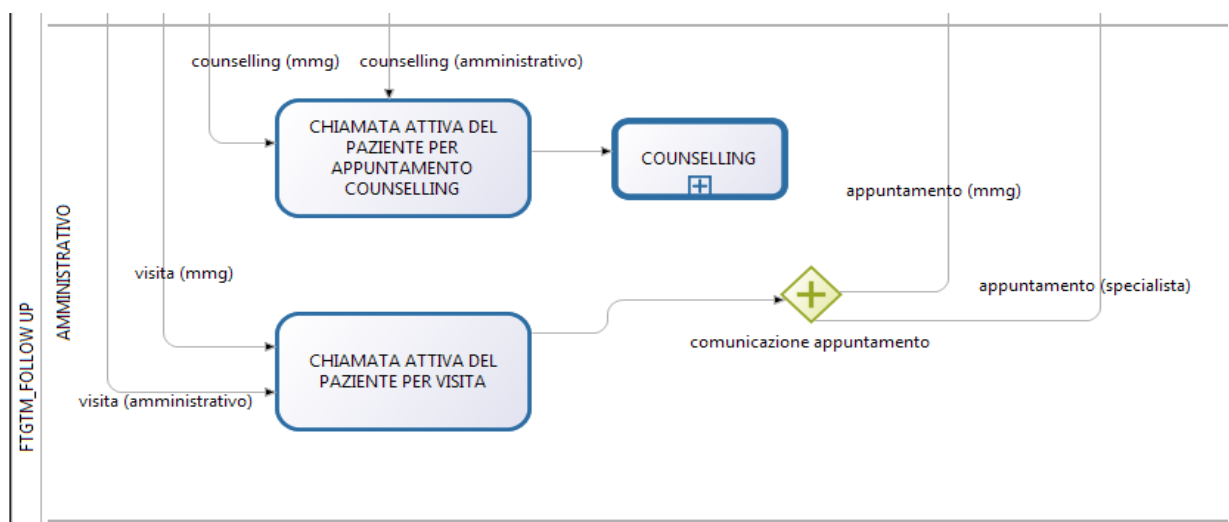 FTGTM_FOLLOW UP
AMMINISTRATIVO
counselling (mmg)
counselling (amministrativo)
CHIAMATA ATTIVA DEL
PAZIENTE PER
APPUNTAMENTO
COUNSELLING
COUNSELLING
appuntamento (mmg)
visita (mmg)
appuntamento (specialista)
comunicazione appuntamento
CHIAMATA ATTIVA DEL
PAZIENTE PER VISITA
visita (amministrativo)